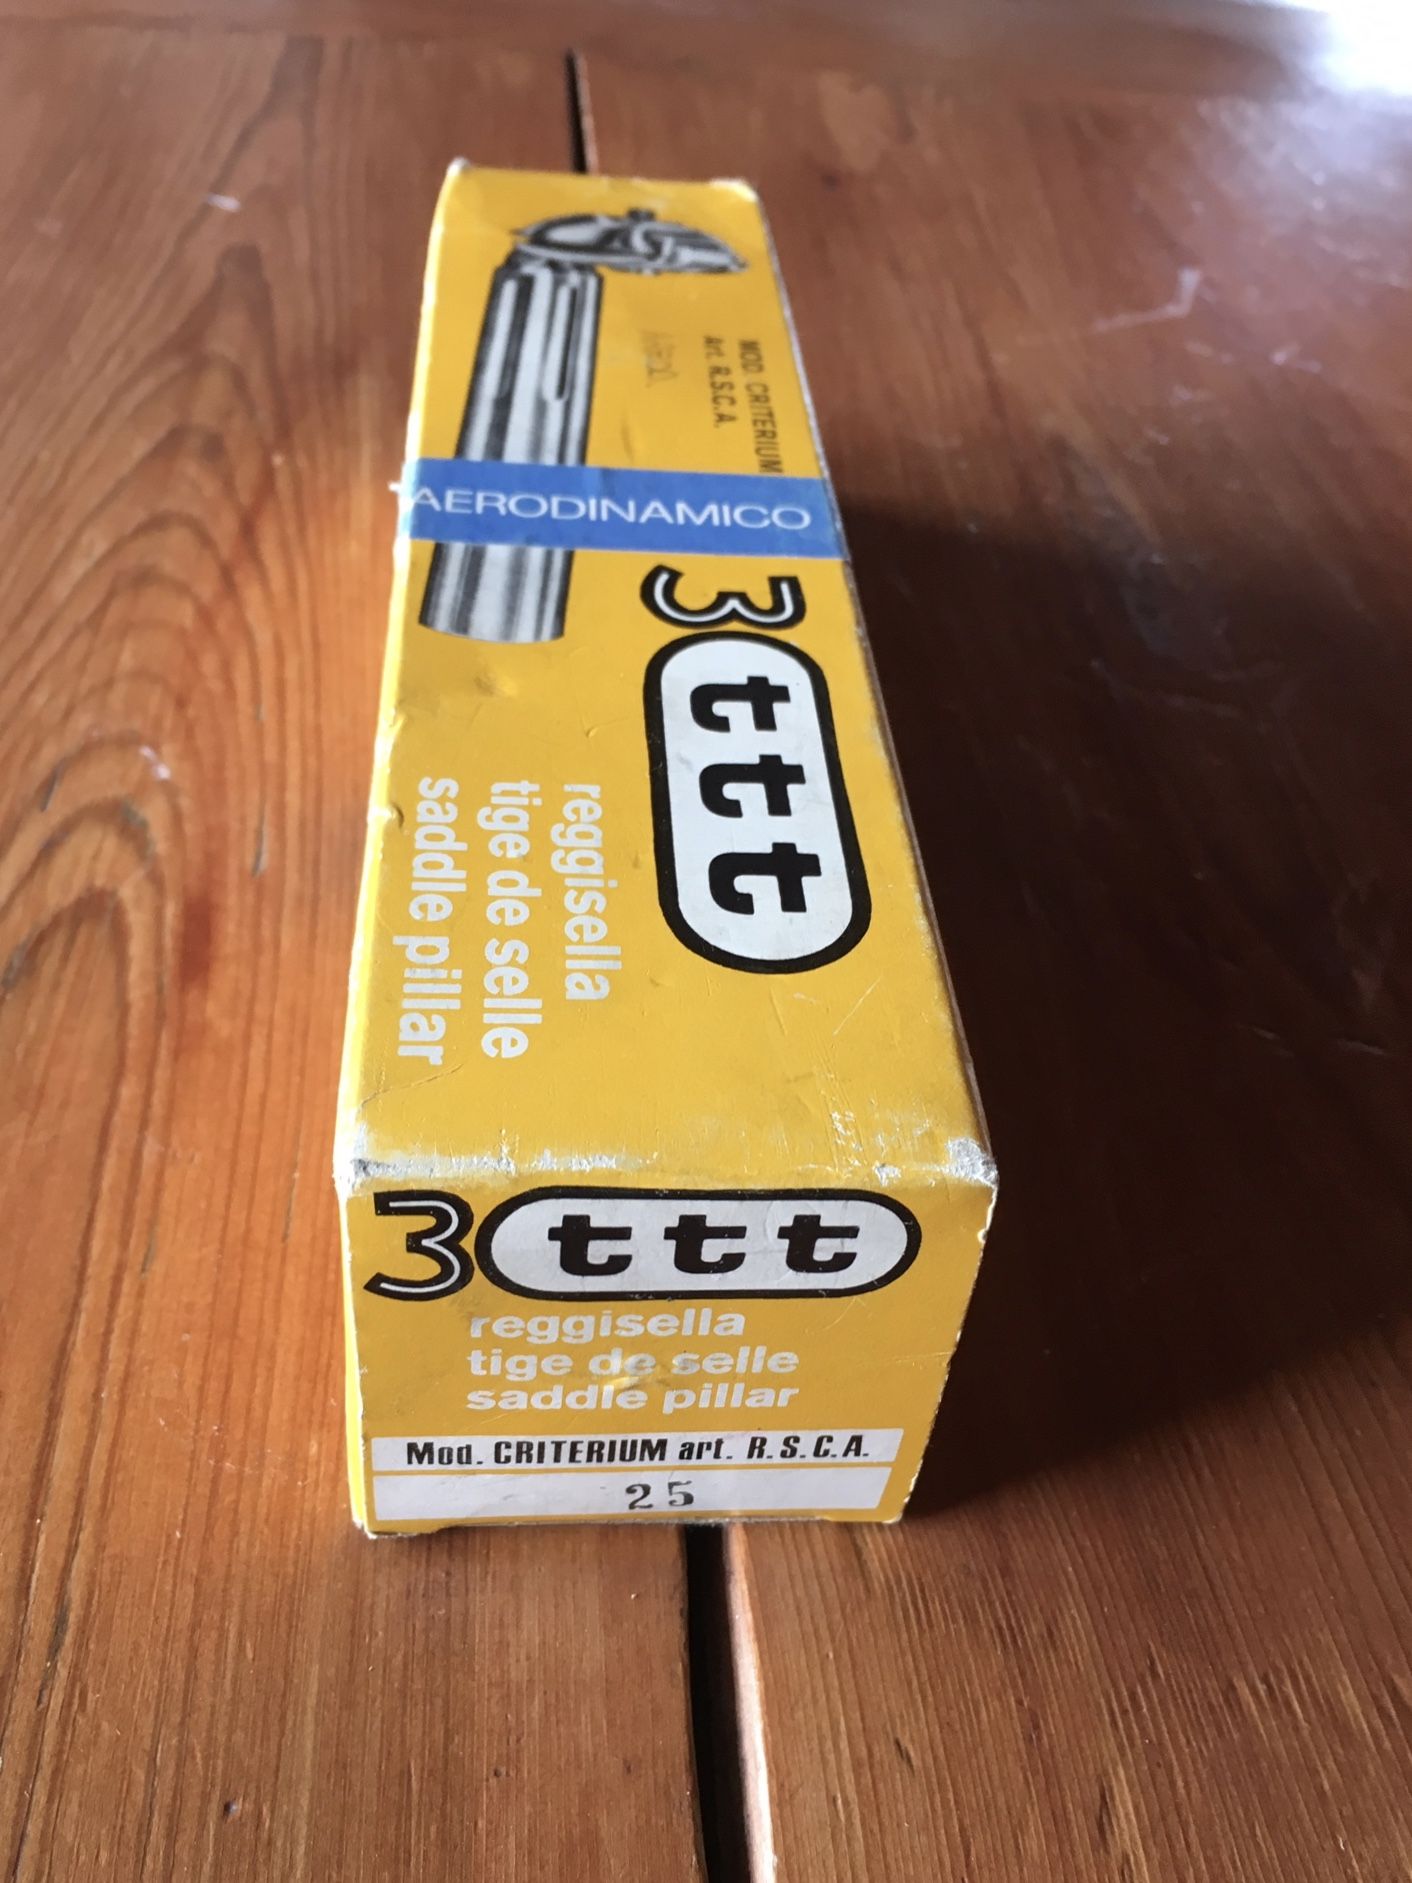 MOD. CRITERIUM
Art. R.S.C.A.
AERODINAMICO
3ttt
reggisella
tige de selle
saddle pillar
3ttt
reggisella
tige de selle
saddle pillar
Mod. CRITERIUM art. R.S.C.A.
25